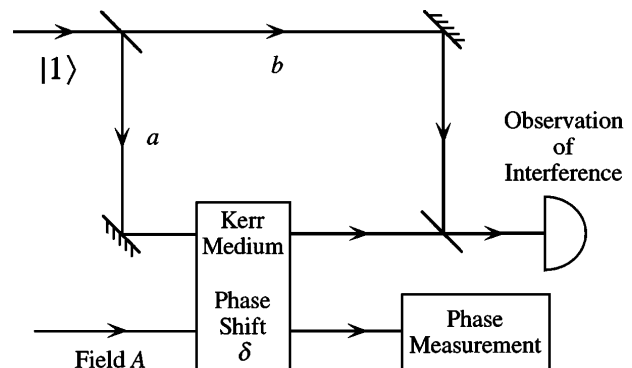 |1⟩
b
a
Observation
of
Interference
Kerr
Medium
Phase
Shift
δ
Field A
Phase
Measurement